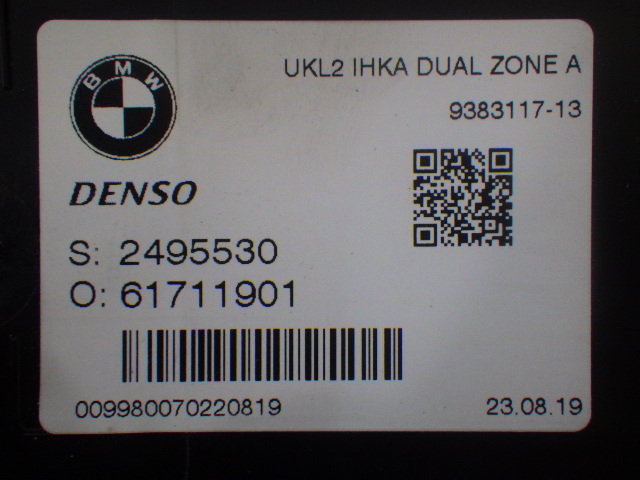 BMW
UKL2 IHKA DUAL ZONE A
9383117-13
DENSO
S: 2495530
O: 61711901
009980070220819
23.08.19